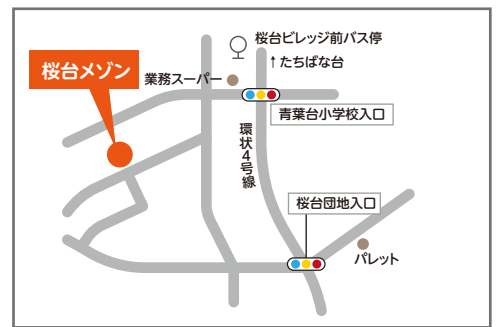 桜台ビレッジ前バス停
↑たちばな台
桜台メゾン
業務スーパー
青葉台小学校入口
環状4号線
桜台団地入口
パレット